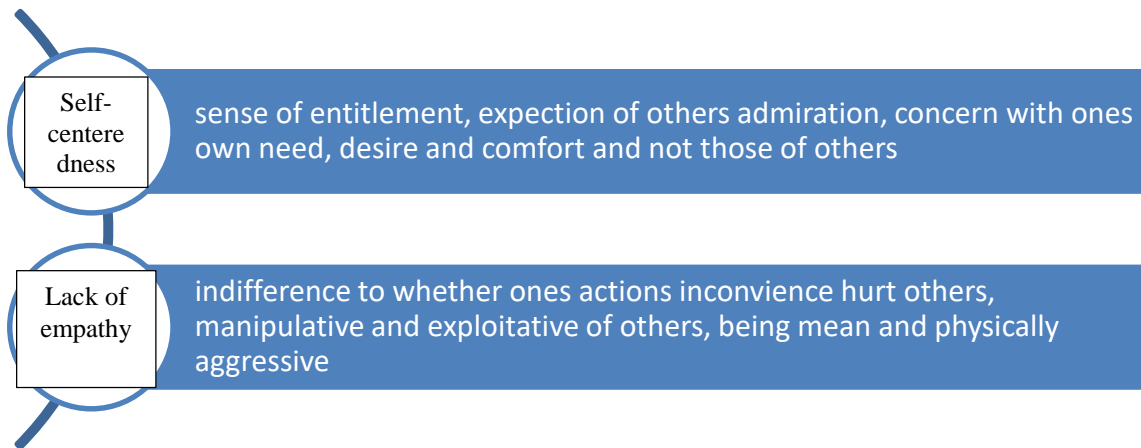 Self-
centere
dness
sense of entitlement, expection of others admiration, concern with ones
own need, desire and comfort and not those of others
Lack of
empathy
indifference to whether ones actions inconvience hurt others,
manipulative and exploitative of others, being mean and physically
aggressive